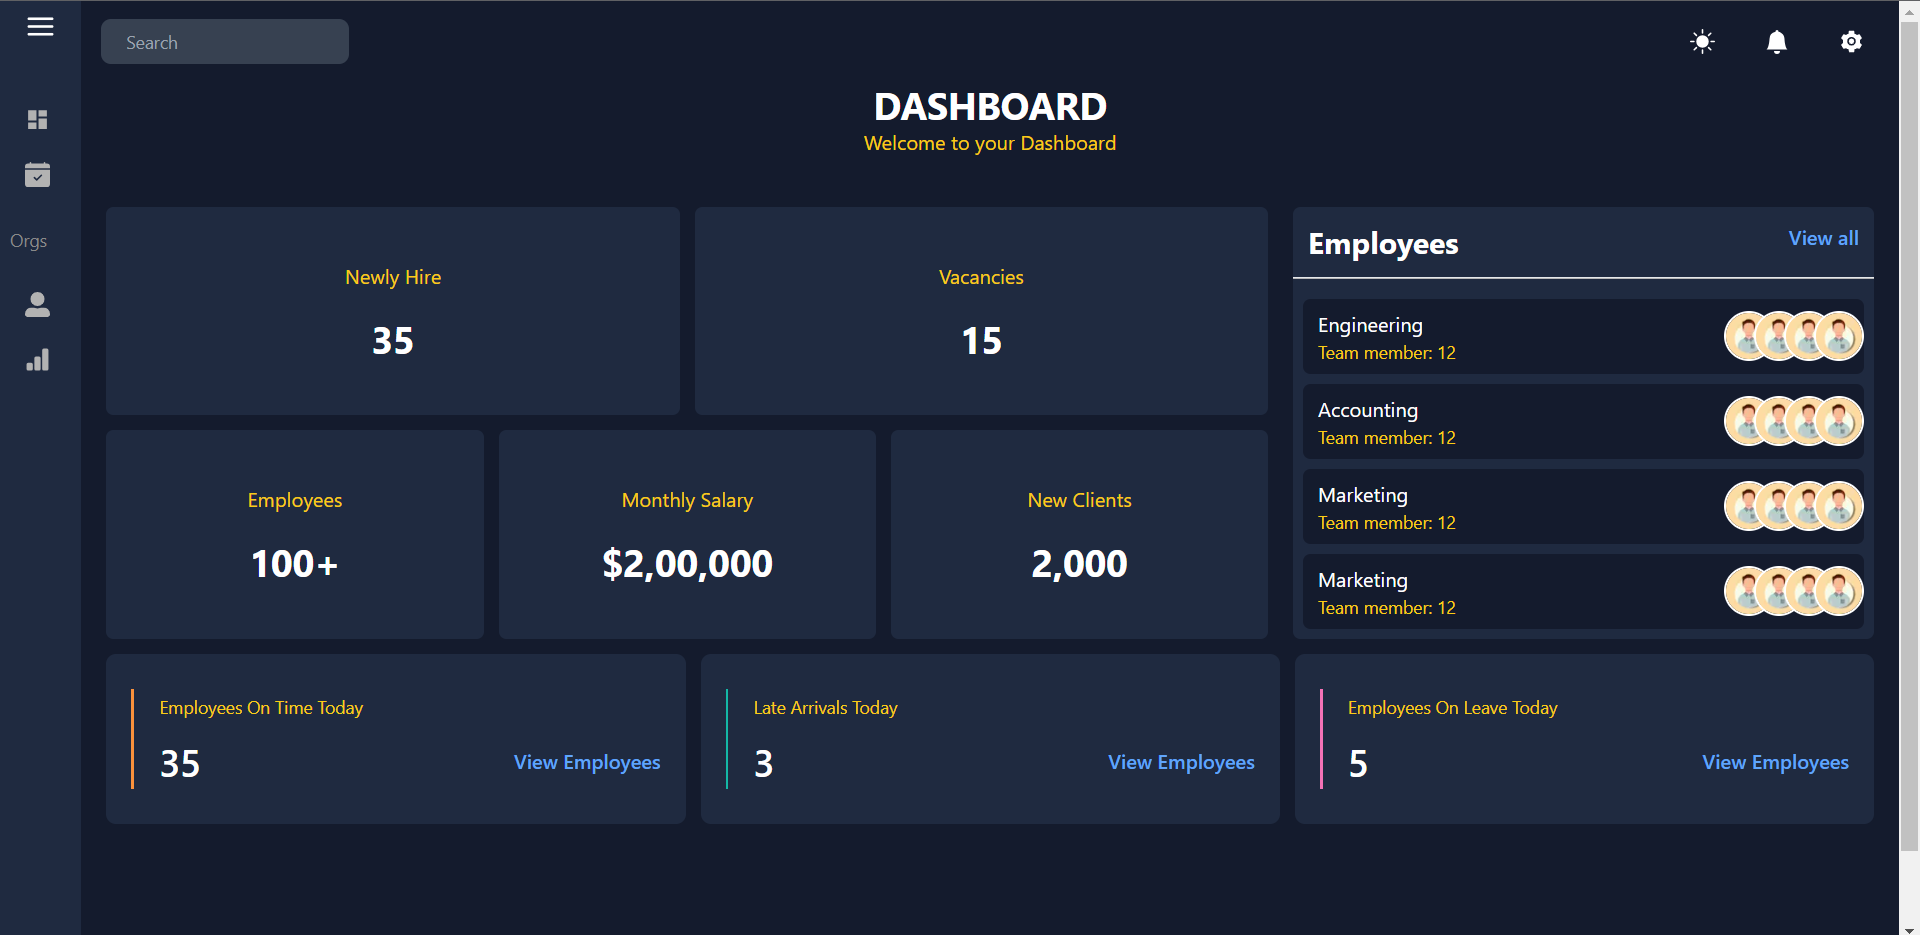 Search
DASHBOARD
Welcome to your Dashboard
Orgs
Newly Hire
35
Vacancies
15
Employees
100+
Monthly Salary
$2,00,000
New Clients
2,000
Employees
View all
Engineering
Team member: 12
Accounting
Team member: 12
Marketing
Team member: 12
Marketing
Team member: 12
Employees On Time Today
35
View Employees
Late Arrivals Today
3
View Employees
Employees On Leave Today
5
View Employees